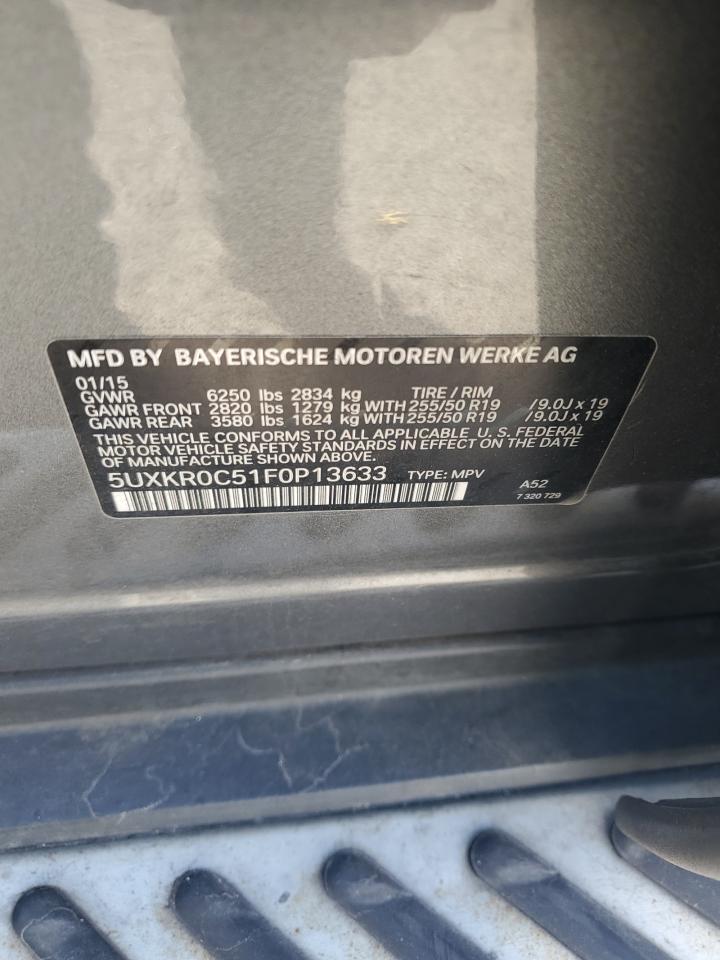 MFD BY BAYERISCHE MOTOREN WERKE AG
01/15
GVWR 6250 lbs 2834 kg TIRE / RIM
GAWR FRONT 2820 lbs 1279 kg WITH 255/50 R19 /9.0J x 19
GAWR REAR 3580 lbs 1624 kg WITH 255/50 R19 /9.0J x 19
THIS VEHICLE CONFORMS TO ALL APPLICABLE U. S. FEDERAL
MOTOR VEHICLE SAFETY STANDARDS IN EFFECT ON THE DATE
OF MANUFACTURE SHOWN ABOVE.
5UXKR0C51F0P13633 TYPE: MPV
A52
7 320 729